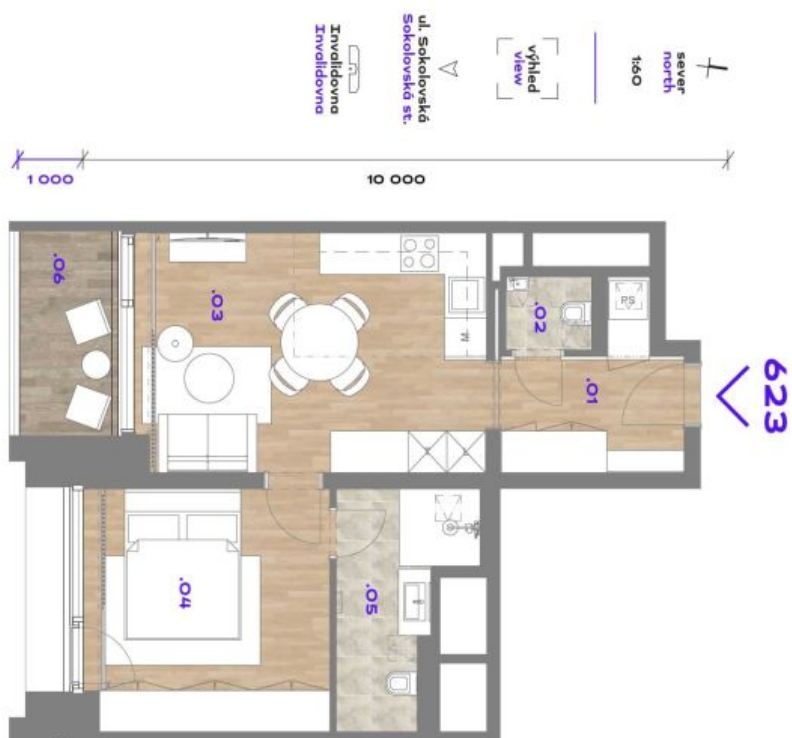 sever
north
1:60
výhled
view
ul. Sokolovská
Sokolovská st.
Invalidovna
Invalidovna
1 000
10 000
623
.01
.02
.03
.04
.05
.06
PS
M